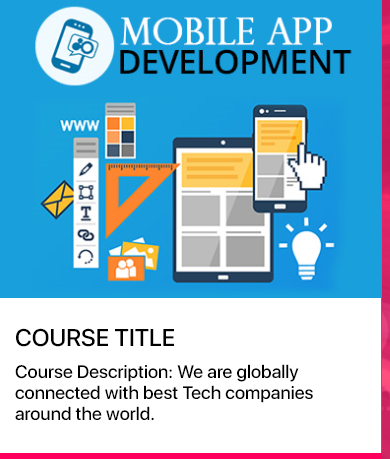 MOBILE APP
DEVELOPMENT
WWW
T
COURSE TITLE
Course Description: We are globally
connected with best Tech companies
around the world.